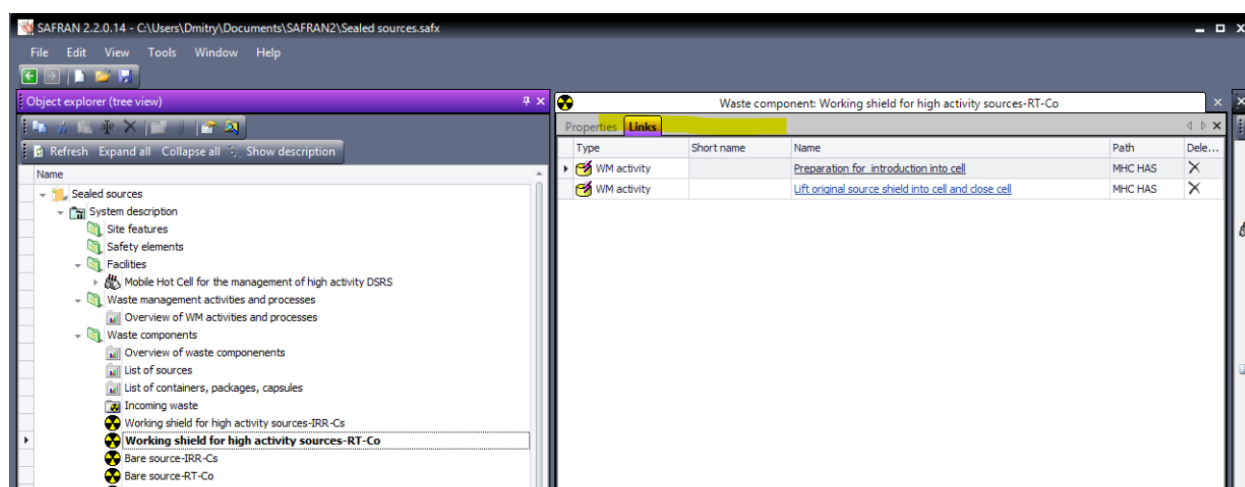 SAFRAN 2.2.0.14 - C:\Users\Dmitry\Documents\SAFRAN2\Sealed sources.safx
File Edit View Tools Window Help
Object explorer (tree view)
Refresh Expand all Collapse all Show description
Name
Sealed sources
System description
Site features
Safety elements
Facilities
Mobile Hot Cell for the management of high activity DSRS
Waste management activities and processes
Overview of WM activities and processes
Waste components
Overview of waste componenents
List of sources
List of containers, packages, capsules
Incoming waste
Working shield for high activity sources-IRR-Cs
Working shield for high activity sources-RT-Co
Bare source-IRR-Cs
Bare source-RT-Co
Waste component: Working shield for high activity sources-RT-Co
Properties Links
Type Short name Name Path Dele...
WM activity Preparation for introduction into cell MHC HAS
WM activity Lift original source shield into cell and close cell MHC HAS